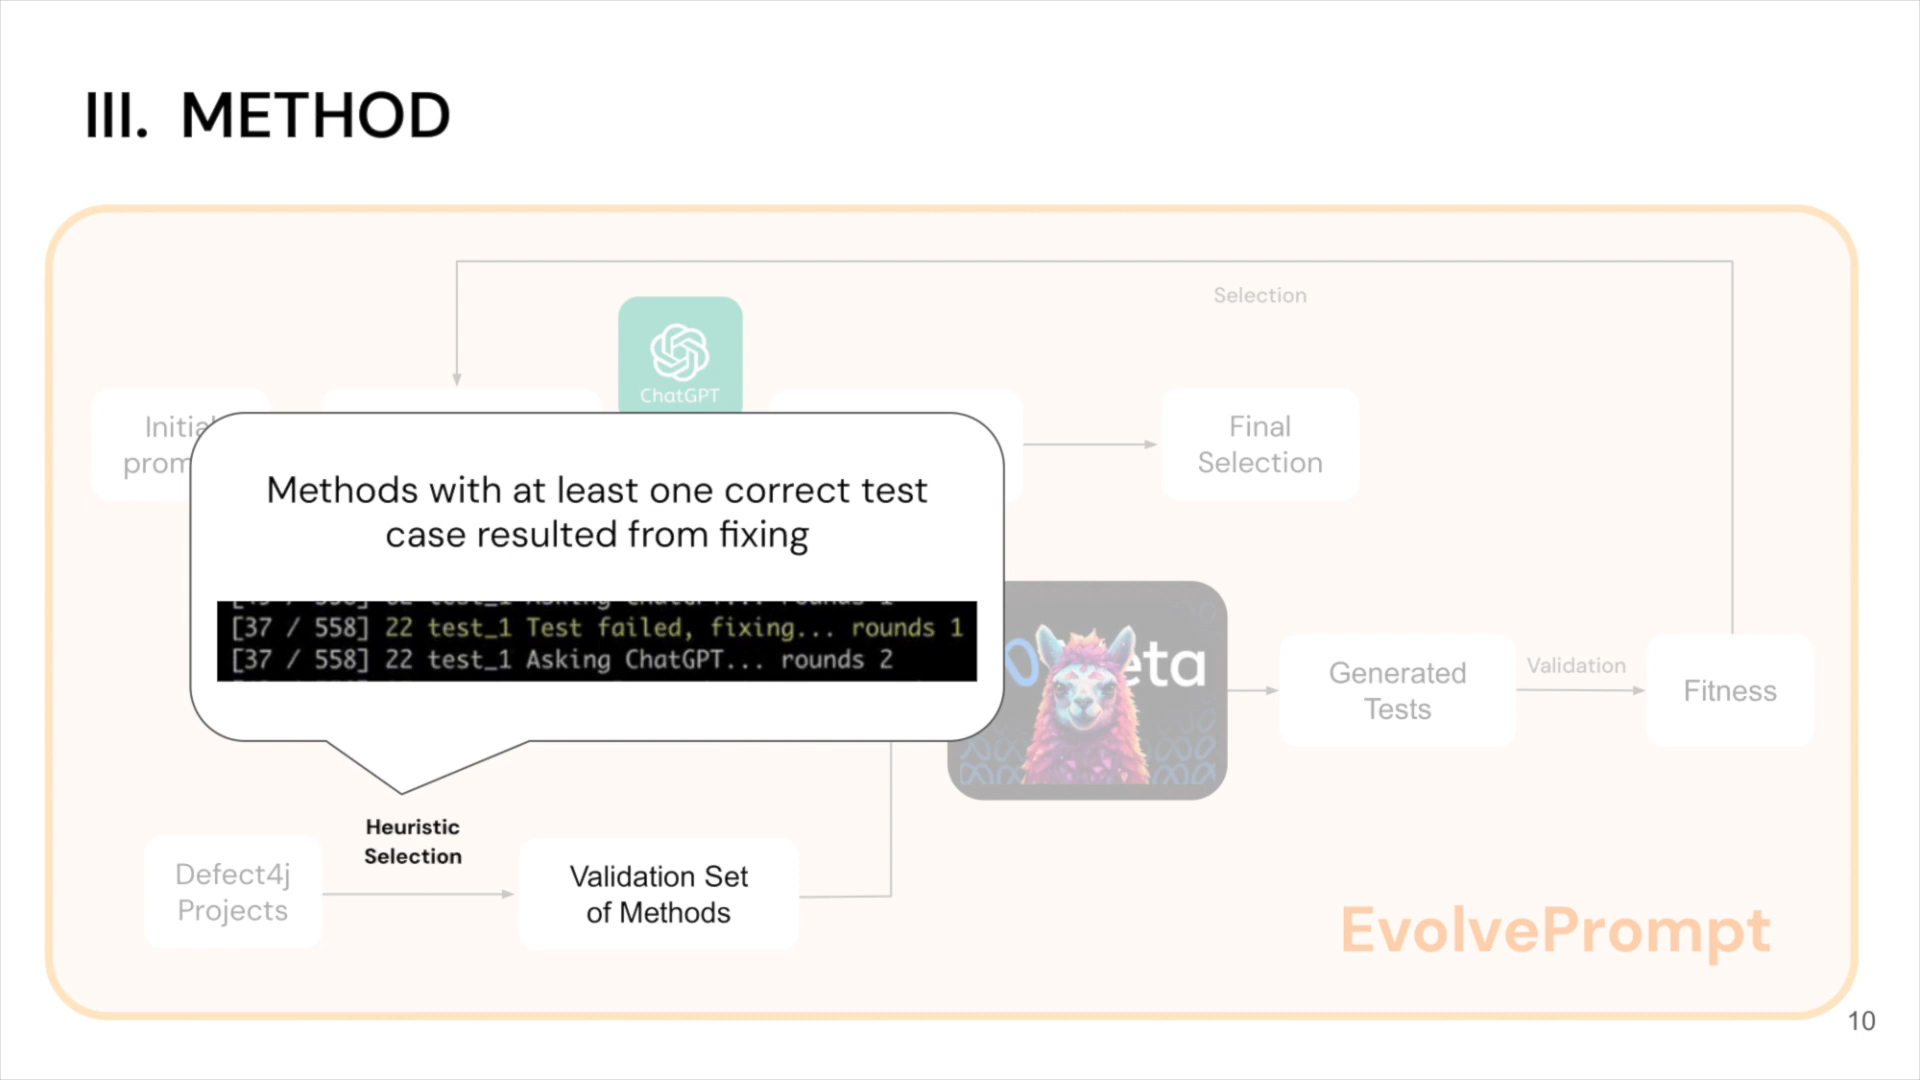 III. METHOD
Selection
ChatGPT
Final
Selection
Methods with at least one correct test
case resulted from fixing
[37 / 558] 22 test_1 Test failed, fixing... rounds 1
[37 / 558] 22 test_1 Asking ChatGPT... rounds 2
Generated
Tests
Validation
Fitness
Heuristic
Selection
Defect4j
Projects
Validation Set
of Methods
EvolvePrompt
10